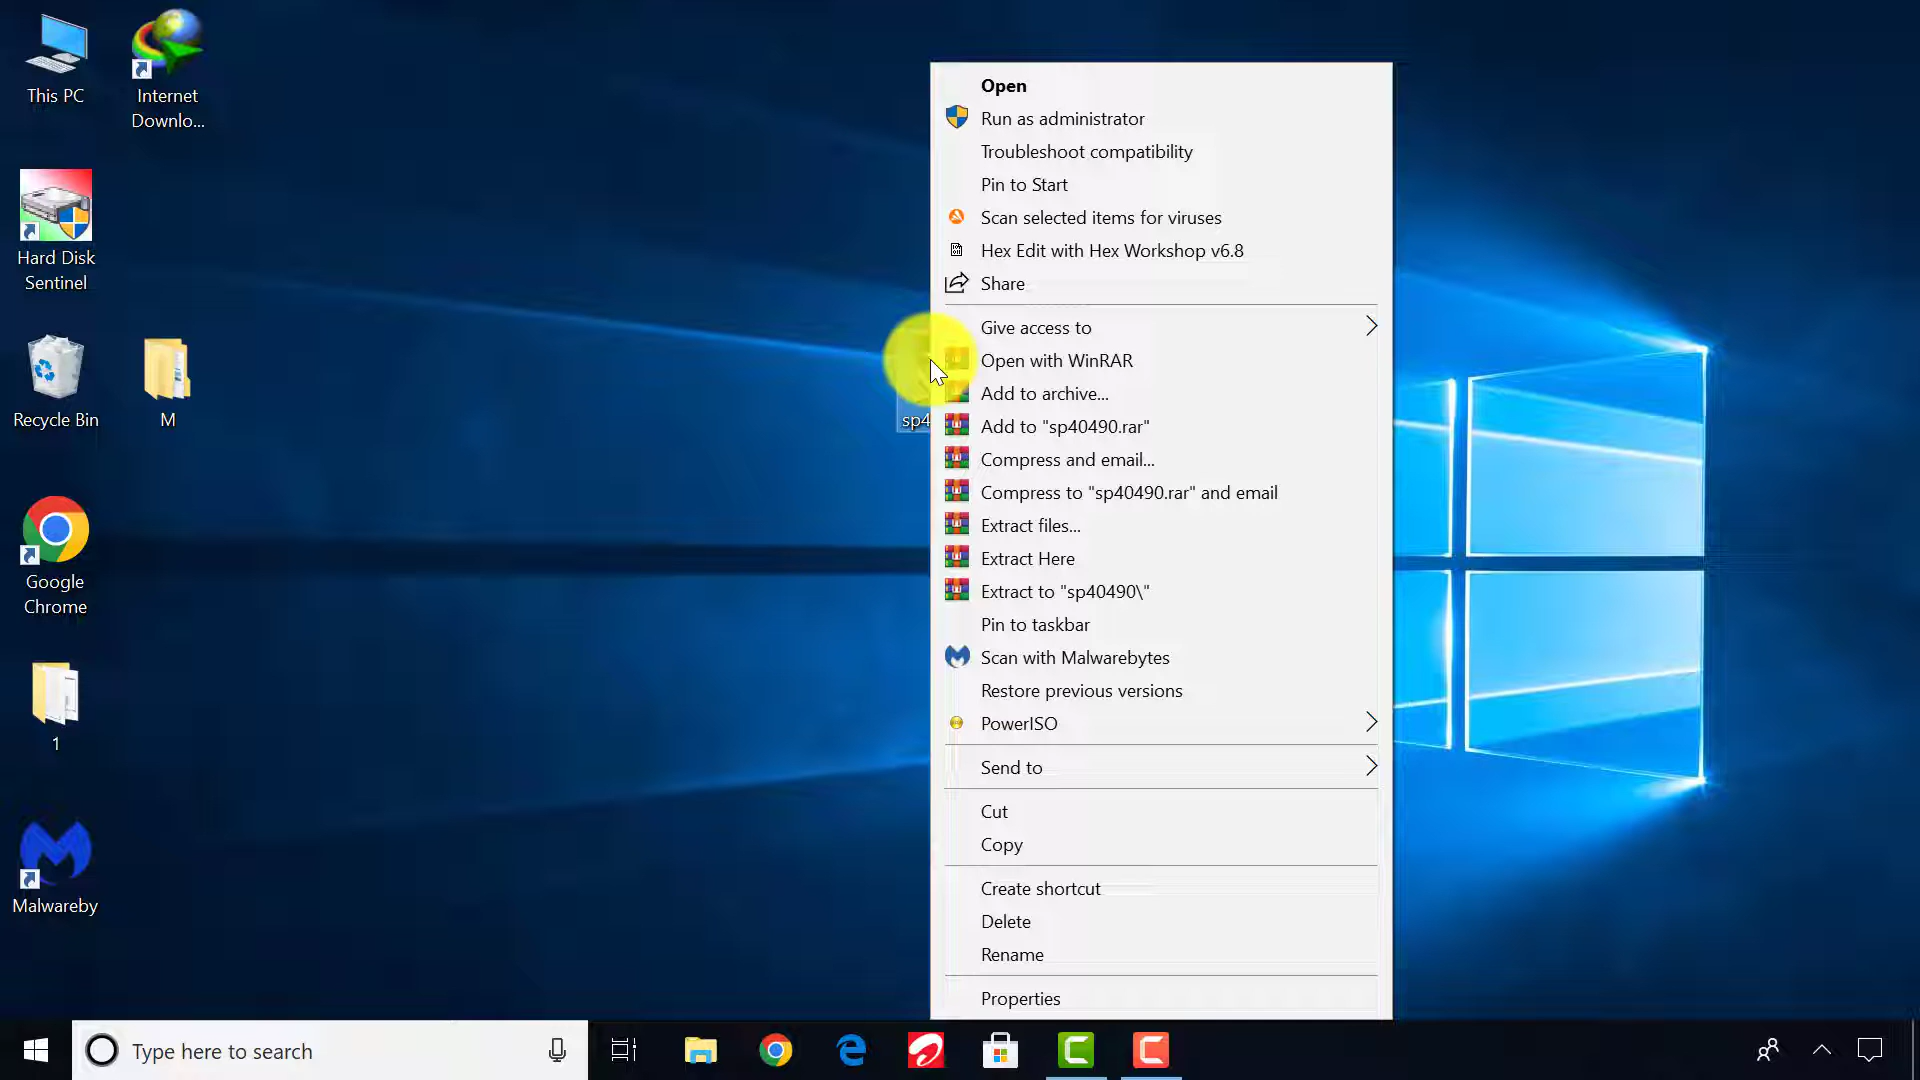 This PC
Internet
Downlo...
Hard Disk
Sentinel
Recycle Bin
M
Google
Chrome
1
Malwareby
sp4
Open
Run as administrator
Troubleshoot compatibility
Pin to Start
Scan selected items for viruses
Hex Edit with Hex Workshop v6.8
Share
Give access to
Open with WinRAR
Add to archive...
Add to "sp40490.rar"
Compress and email...
Compress to "sp40490.rar" and email
Extract files...
Extract Here
Extract to "sp40490\"
Pin to taskbar
Scan with Malwarebytes
Restore previous versions
PowerISO
Send to
Cut
Copy
Create shortcut
Delete
Rename
Properties
Type here to search